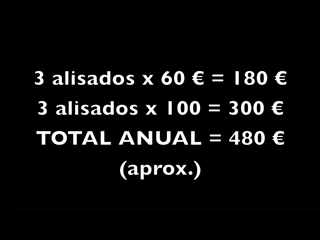 3 alisados x 60 € = 180 €
3 alisados x 100 = 300 €
TOTAL ANUAL = 480 €
(aprox.)